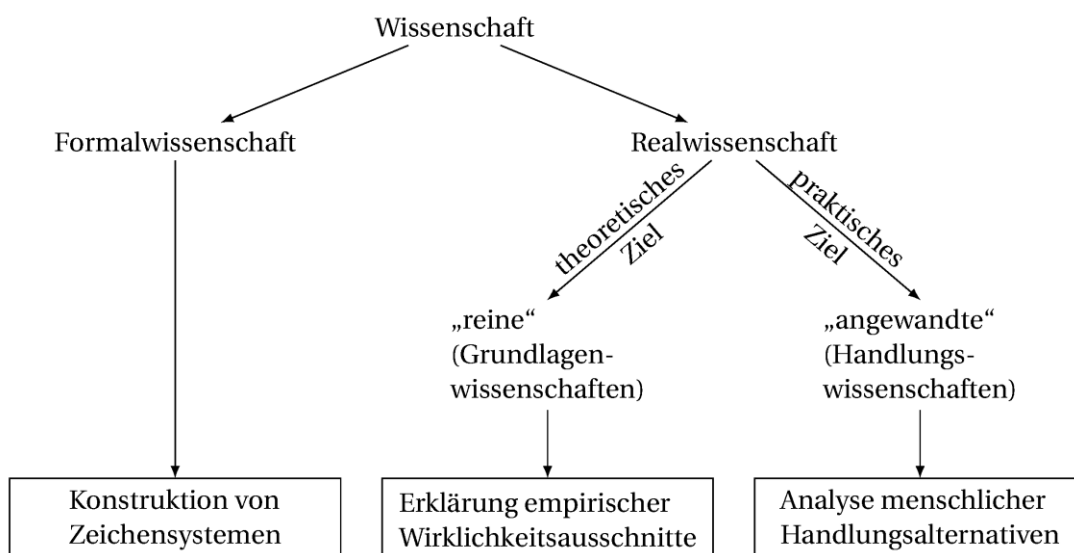 Wissenschaft
Formalwissenschaft
Realwissenschaft
theoretisches
Ziel
praktisches
Ziel
„reine“
(Grundlagen-
wissenschaften)
„angewandte“
(Handlungs-
wissenschaften)
Konstruktion von
Zeichensystemen
Erklärung empirischer
Wirklichkeitsausschnitte
Analyse menschlicher
Handlungsalternativen